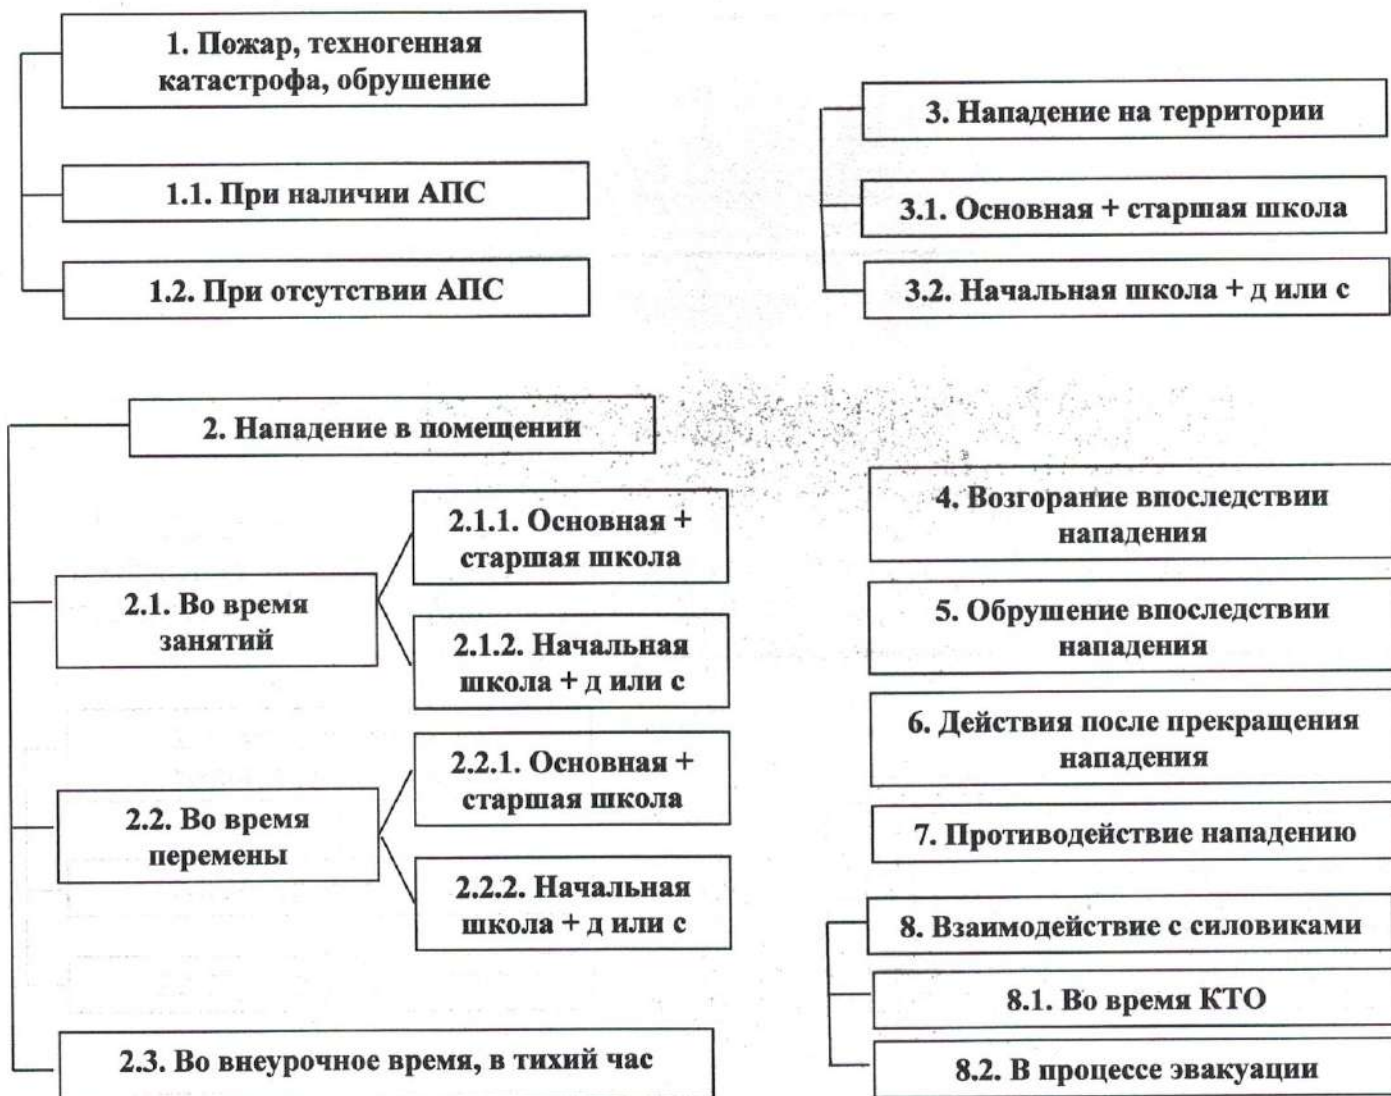 1. Пожар, техногенная
катастрофа, обрушение
1.1. При наличии АПС
1.2. При отсутствии АПС
3. Нападение на территории
3.1. Основная + старшая школа
3.2. Начальная школа + д или с
2. Нападение в помещении
2.1. Во время
занятий
2.1.1. Основная +
старшая школа
2.1.2. Начальная
школа + д или с
2.2. Во время
перемены
2.2.1. Основная +
старшая школа
2.2.2. Начальная
школа + д или с
2.3. Во внеурочное время, в тихий час
4. Возгорание впоследствии
нападения
5. Обрушение впоследствии
нападения
6. Действия после прекращения
нападения
7. Противодействие нападению
8. Взаимодействие с силовиками
8.1. Во время КТО
8.2. В процессе эвакуации